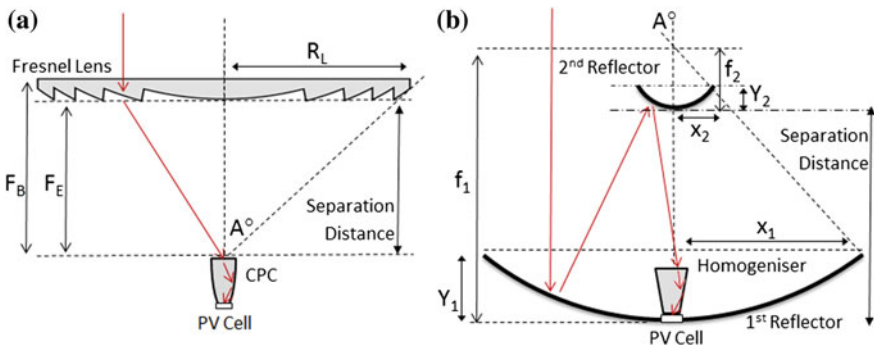 (a)
Fresnel Lens
R_L
F_B
F_E
A°
Separation
Distance
CPC
PV Cell
(b)
A°
2nd Reflector
f_2
Y_2
x_2
f_1
Separation
Distance
x_1
Homogeniser
Y_1
1st Reflector
PV Cell